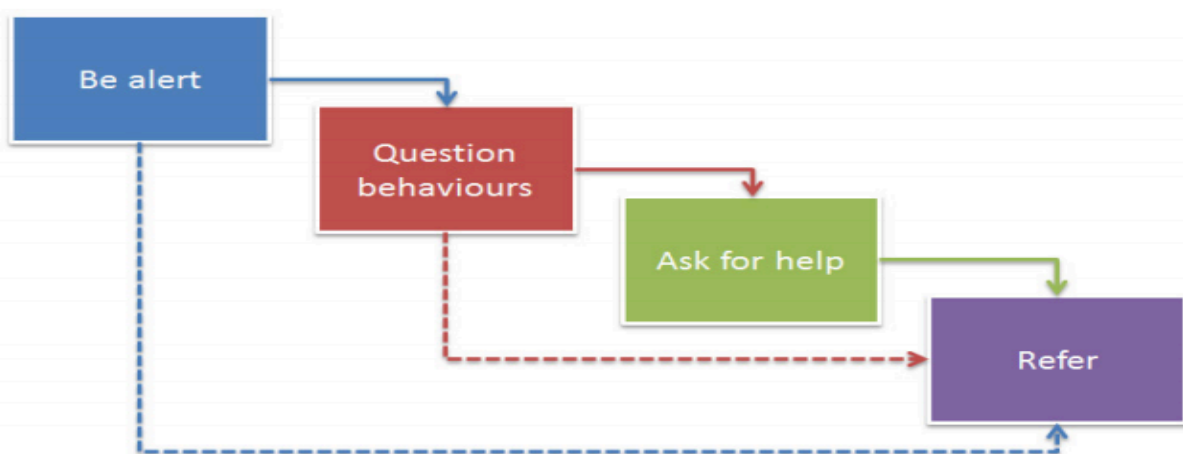 Be alert
Question
behaviours
Ask for help
Refer